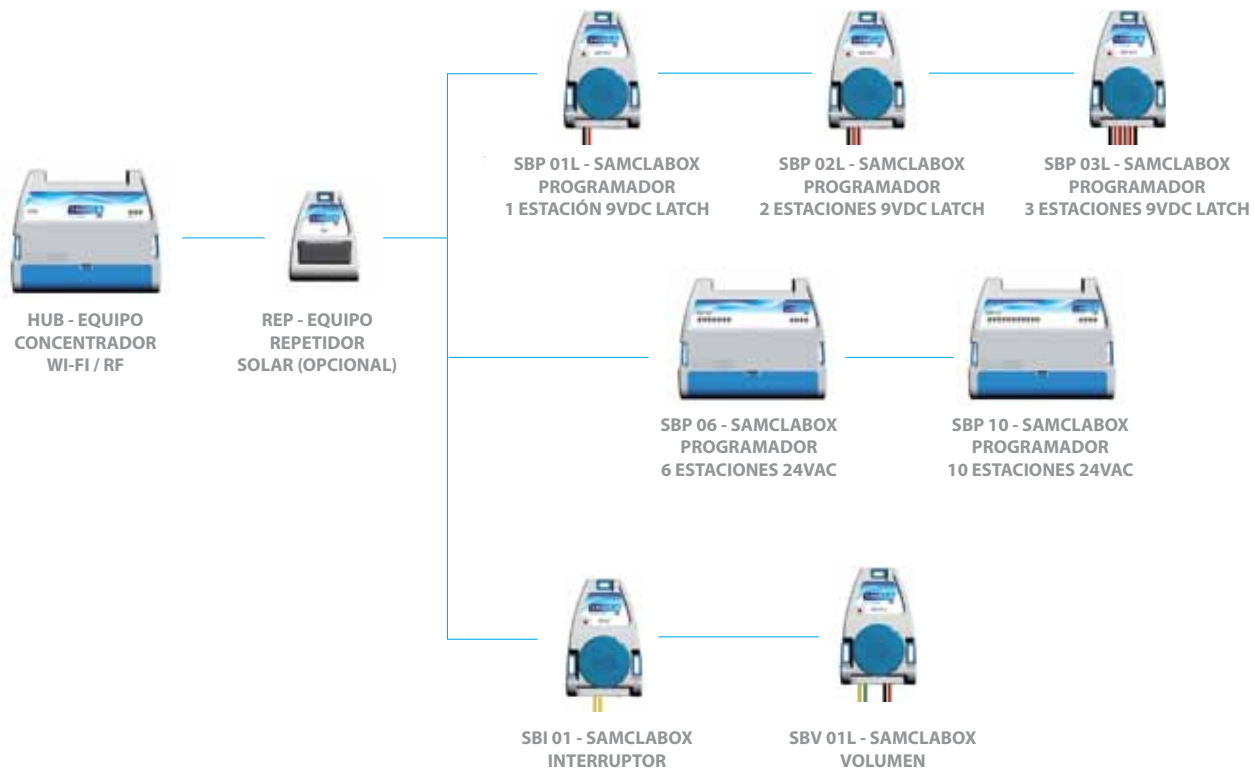 SBP 01L - SAMCLABOX
PROGRAMADOR
1 ESTACIÓN 9VDC LATCH
SBP 02L - SAMCLABOX
PROGRAMADOR
2 ESTACIONES 9VDC LATCH
SBP 03L - SAMCLABOX
PROGRAMADOR
3 ESTACIONES 9VDC LATCH
HUB - EQUIPO
CONCENTRADOR
WI-FI / RF
REP - EQUIPO
REPETIDOR
SOLAR (OPCIONAL)
SBP 06 - SAMCLABOX
PROGRAMADOR
6 ESTACIONES 24VAC
SBP 10 - SAMCLABOX
PROGRAMADOR
10 ESTACIONES 24VAC
SBI 01 - SAMCLABOX
INTERRUPTOR
SBV 01L - SAMCLABOX
VOLUMEN